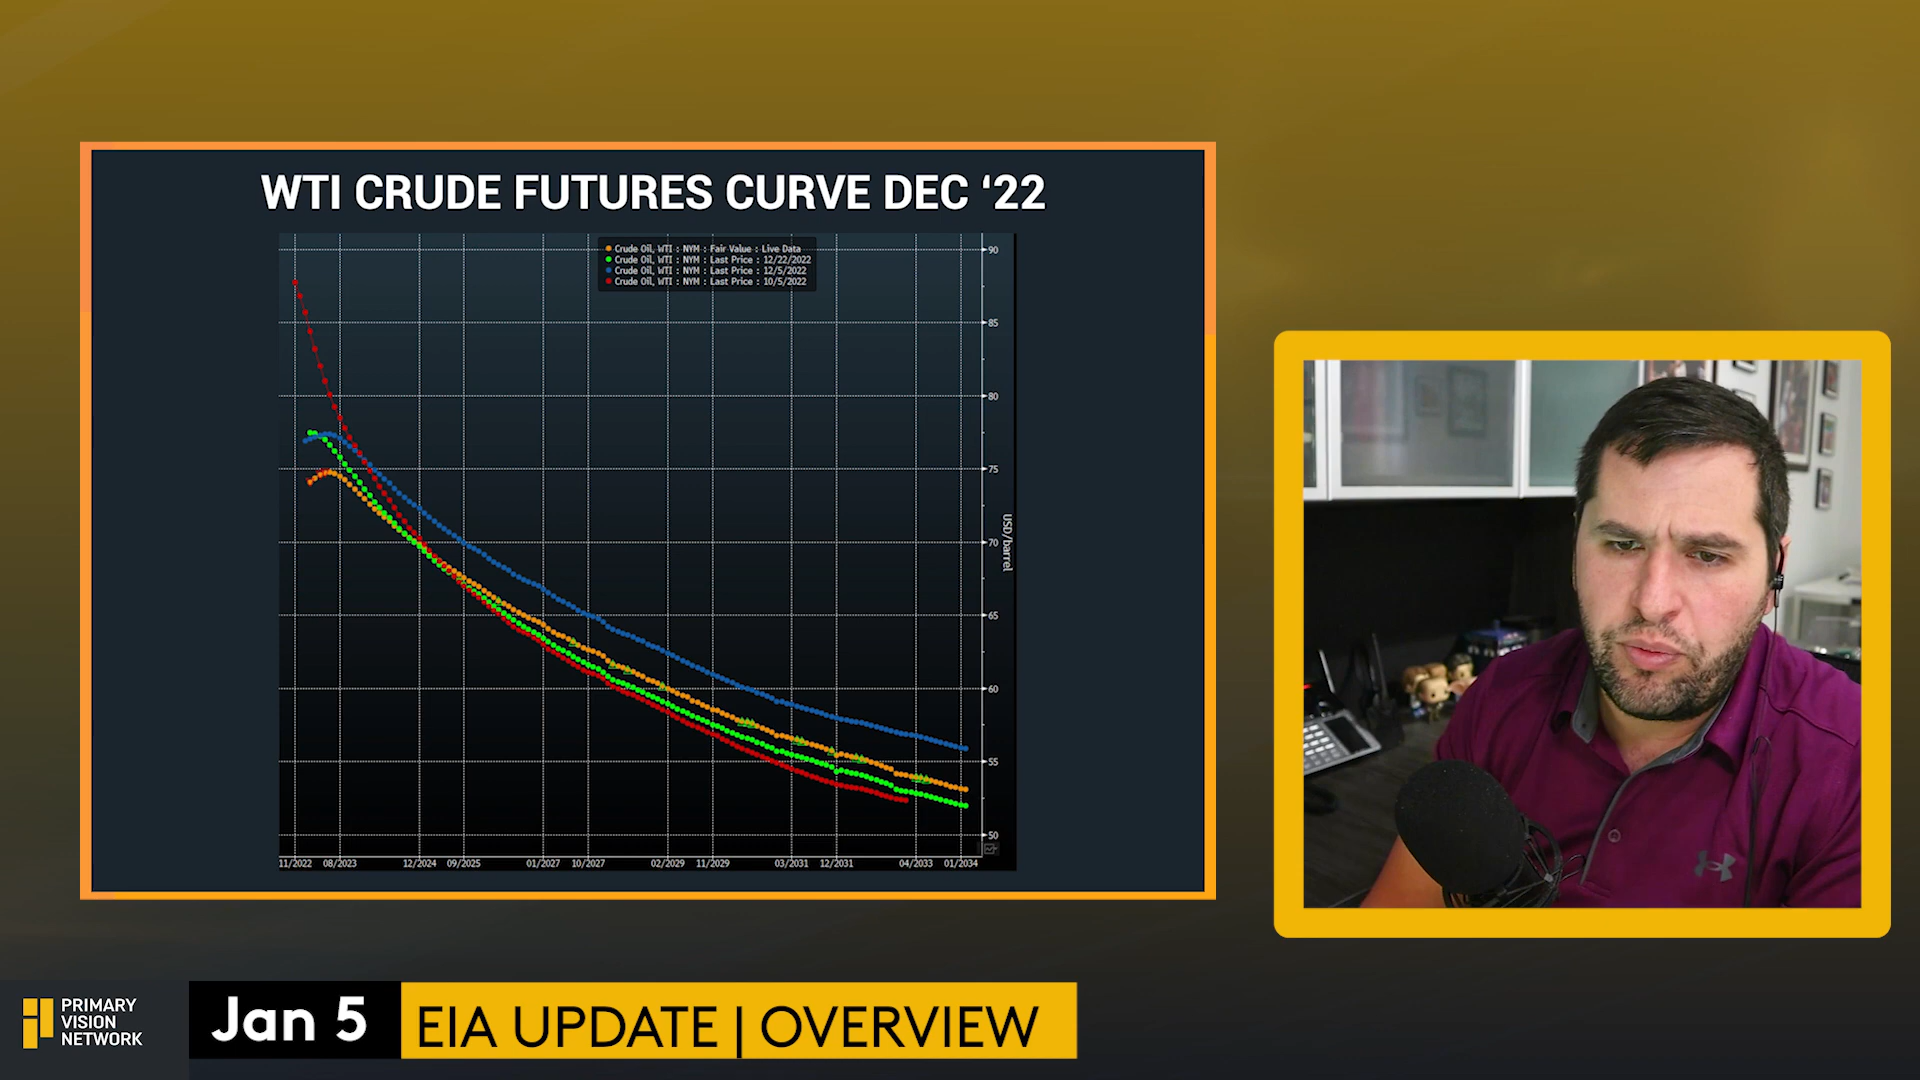 WTI CRUDE FUTURES CURVE DEC ‘22
Crude Oil, WTI : NYM : Fair Value : Live Data
Crude Oil, WTI : NYM : Last Price : 12/22/2022
Crude Oil, WTI : NYM : Last Price : 12/5/2022
Crude Oil, WTI : NYM : Last Price : 10/5/2022
90
85
80
75
70
65
60
55
50
USD/barrel
11/2022 08/2023 12/2024 09/2025 01/2027 10/2027 02/2029 11/2029 03/2031 12/2031 04/2033 01/2034
PRIMARY
VISION
NETWORK
Jan 5
EIA UPDATE | OVERVIEW